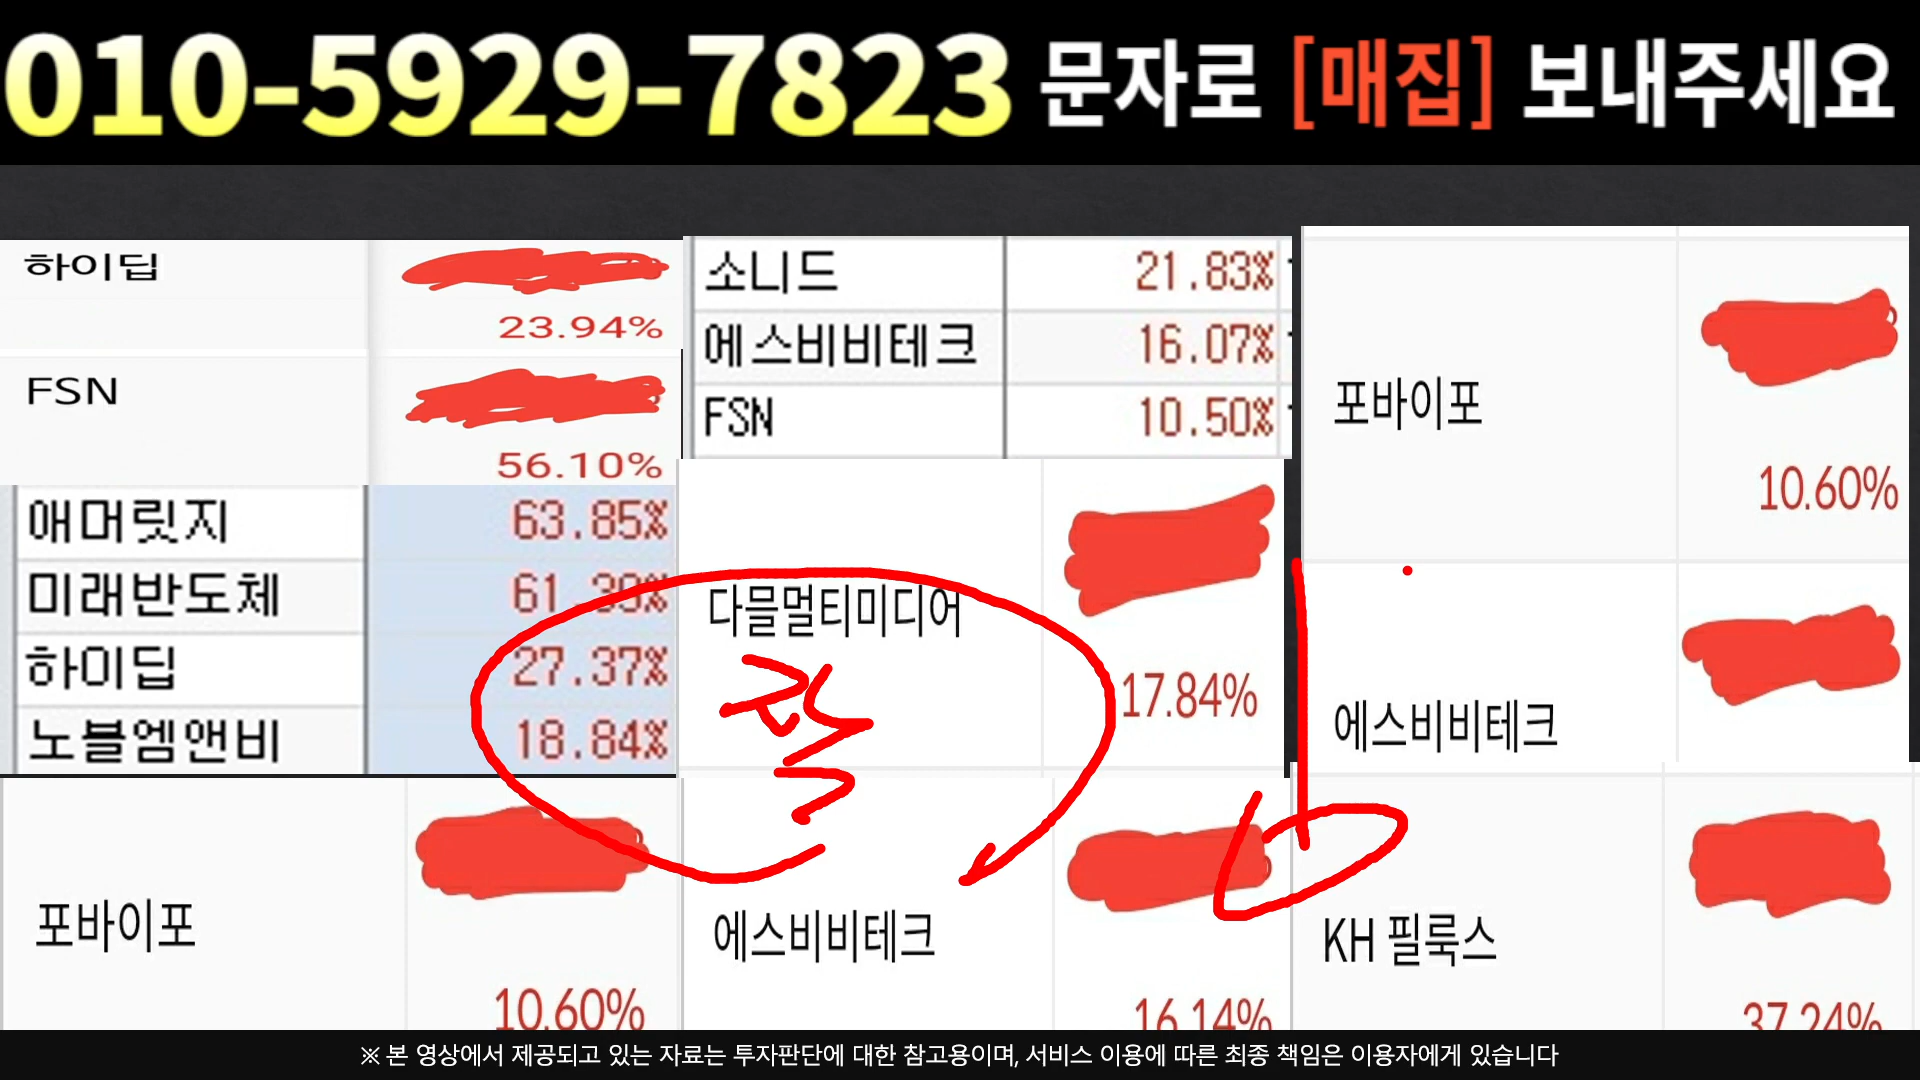 010-5929-7823 문자로 [매집] 보내주세요
하이딥
23.94%
FSN
56.10%
애머릿지 63.85%
미래반도체 61.39%
하이딥 27.37%
노블엠앤비 18.84%
소니드 21.83%
에스비비테크 16.07%
FSN 10.50%
다믈멀티미디어
17.84%
포바이포
10.60%
에스비비테크
포바이포
10.60%
에스비비테크
16.14%
KH 필룩스
37.24%
※ 본 영상에서 제공되고 있는 자료는 투자판단에 대한 참고용이며, 서비스 이용에 따른 최종 책임은 이용자에게 있습니다